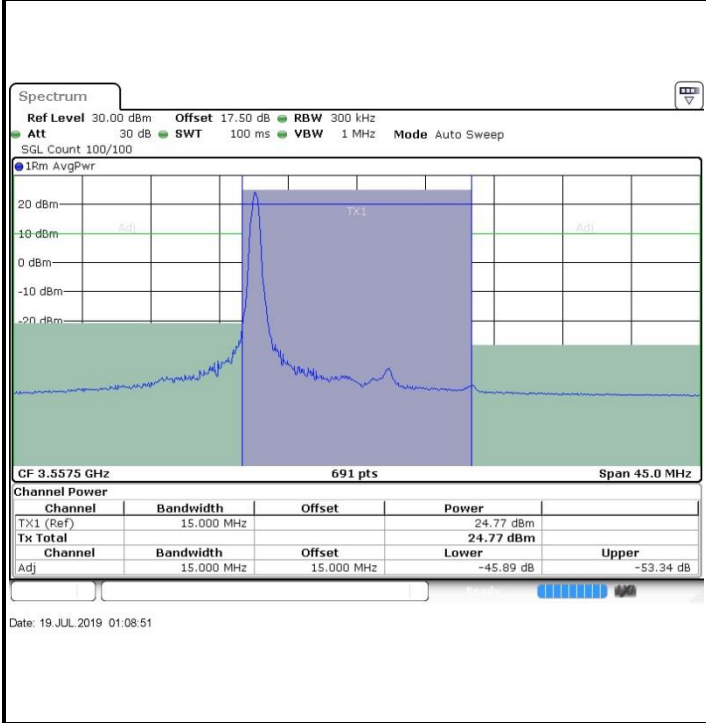 Spectrum
Ref Level 30.00 dBm Offset 17.50 dB RBW 300 kHz
Att 30 dB SWT 100 ms VBW 1 MHz Mode Auto Sweep
SGL Count 100/100
1Rm AvgPwr
20 dBm
TX1
Adj Adj
10 dBm
0 dBm
-10 dBm
-20 dBm
CF 3.5575 GHz 691 pts Span 45.0 MHz
Channel Power
Channel Bandwidth Offset Power
TX1 (Ref) 15.000 MHz 24.77 dBm
Tx Total 24.77 dBm
Channel Bandwidth Offset Lower Upper
Adj 15.000 MHz 15.000 MHz -45.89 dB -53.34 dB
Ready
Date: 19.JUL.2019 01:08:51